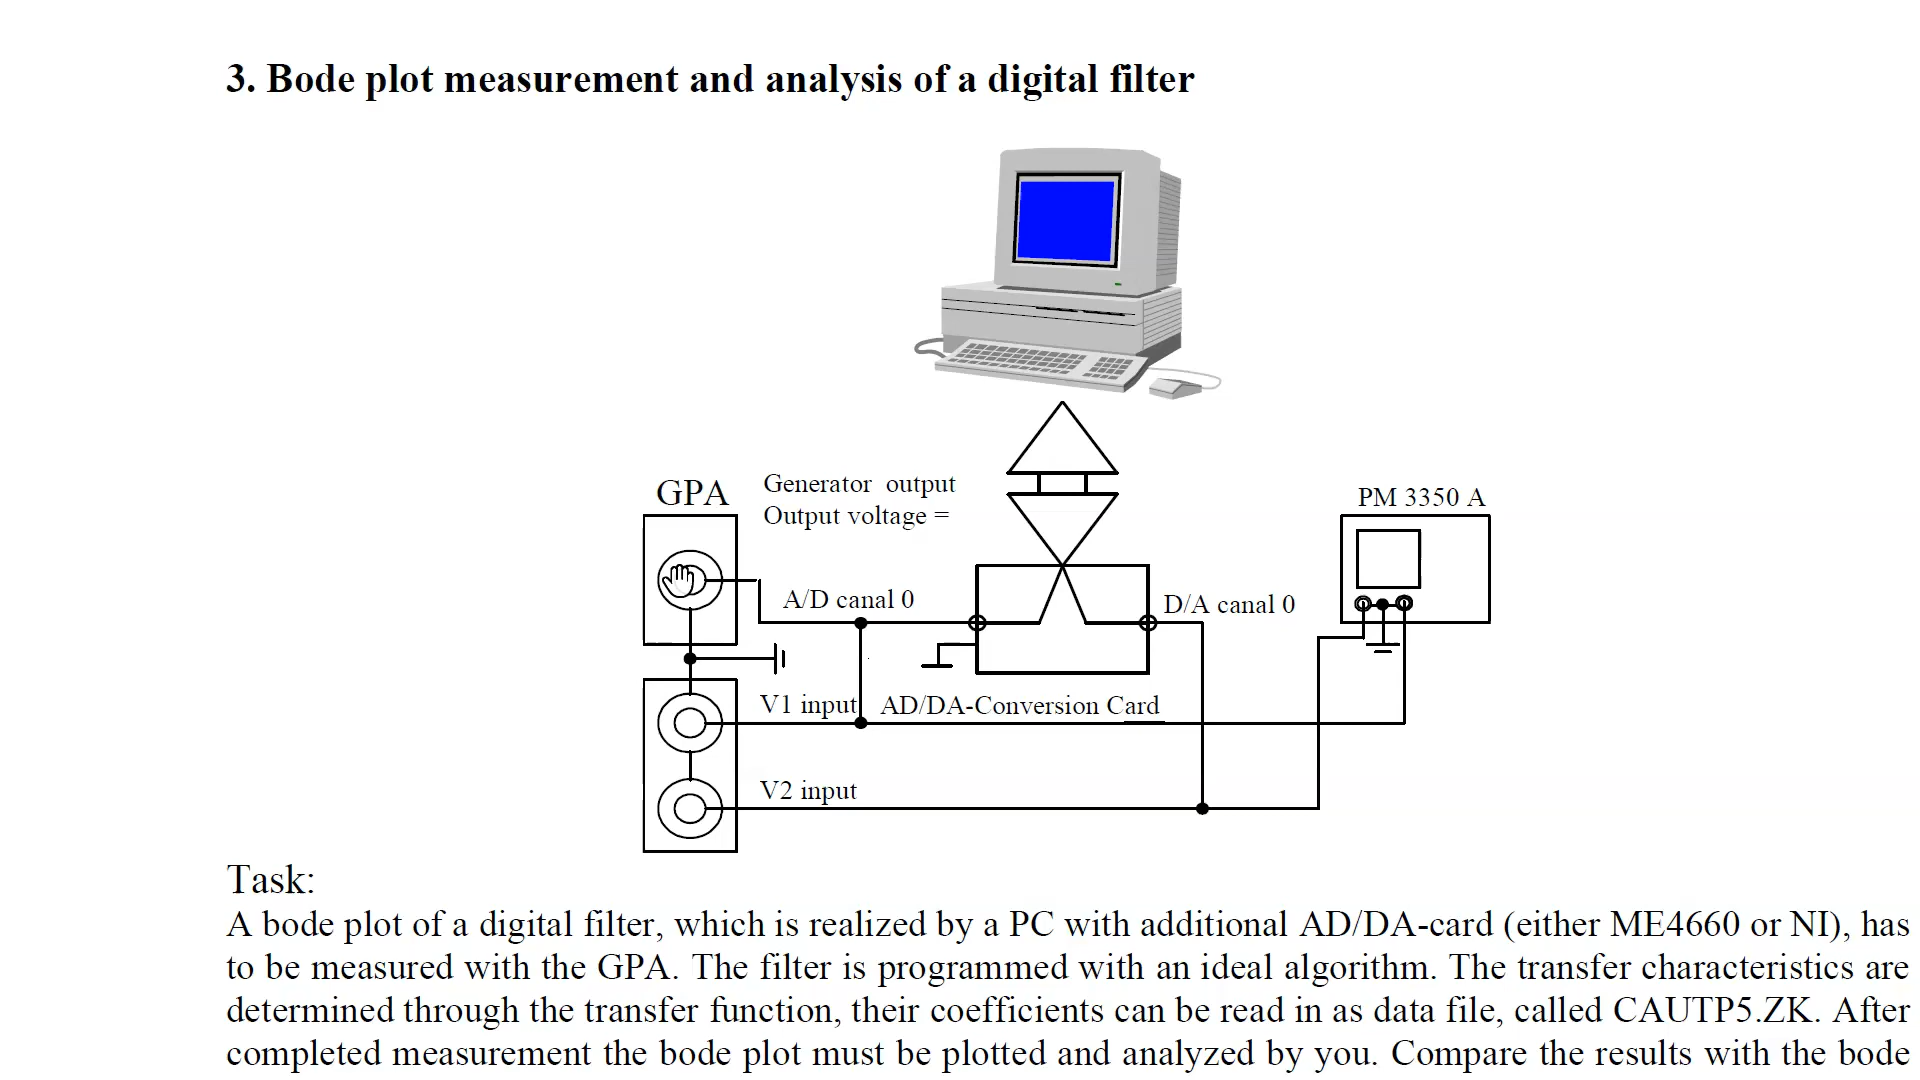 3. Bode plot measurement and analysis of a digital filter
GPA
Generator output
Output voltage =
PM 3350 A
A/D canal 0
D/A canal 0
V1 input
AD/DA-Conversion Card
V2 input
Task:
A bode plot of a digital filter, which is realized by a PC with additional AD/DA-card (either ME4660 or NI), has
to be measured with the GPA. The filter is programmed with an ideal algorithm. The transfer characteristics are
determined through the transfer function, their coefficients can be read in as data file, called CAUTP5.ZK. After
completed measurement the bode plot must be plotted and analyzed by you. Compare the results with the bode